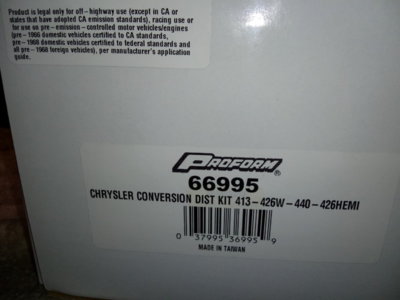 Product is legal only for off-highway use (except in CA or
states that have adopted CA emission standards), racing use or
for use on pre-emission-controlled motor vehicles/engines
(pre-1966 domestic vehicles certified to CA standards,
pre-1968 domestic vehicles certified to federal standards and
all pre-1968 foreign vehicles), per manufacturer's application
guide.
PROFORM®
66995
CHRYSLER CONVERSION DIST KIT 413-426W-440-426HEMI
0 37995 36995 9
MADE IN TAIWAN